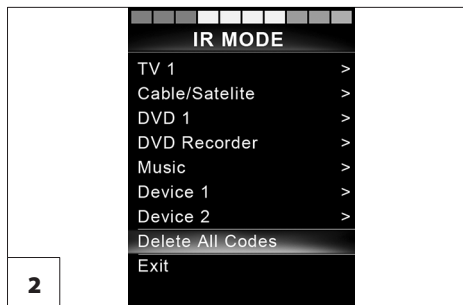 IR MODE
TV 1 >
Cable/Satelite >
DVD 1 >
DVD Recorder >
Music >
Device 1 >
Device 2 >
Delete All Codes
Exit
2